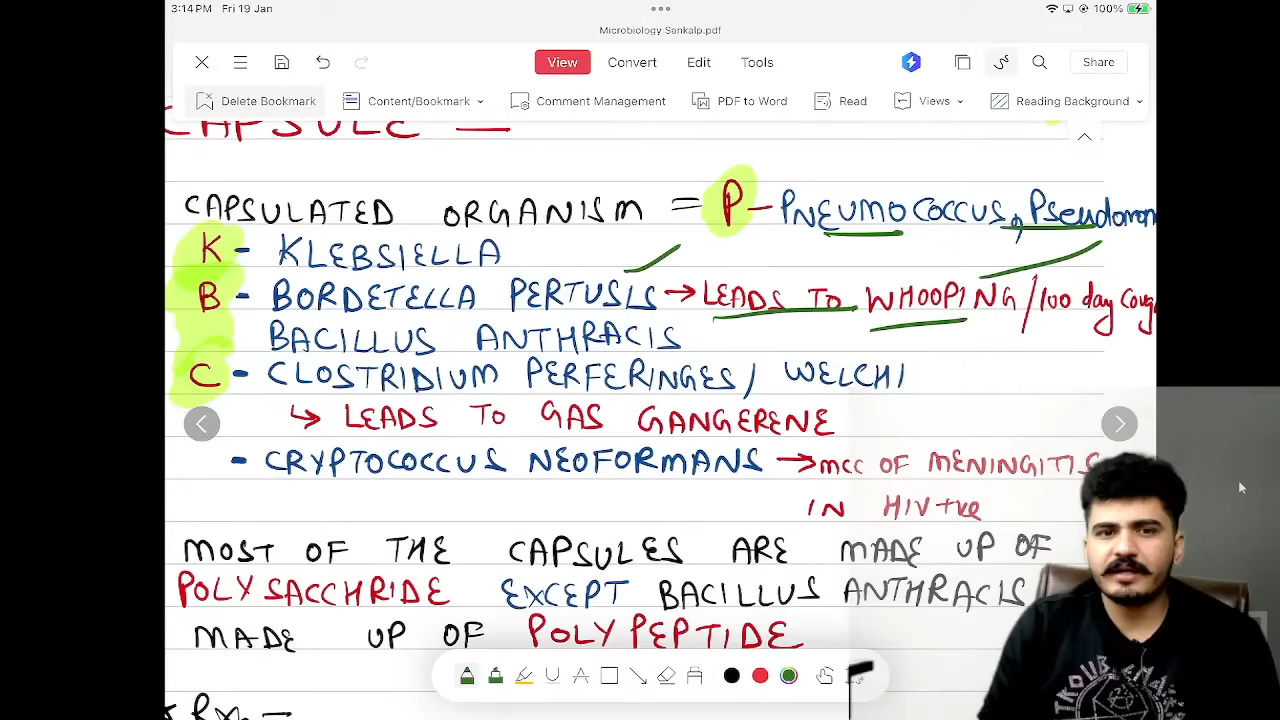 3:14 PM Fri 19 Jan
100%
Microbiology Sankalp.pdf
View Convert Edit Tools Share
Delete Bookmark Content/Bookmark Comment Management PDF to Word Read Views Reading Background
CAPSULE —
CAPSULATED ORGANISM = P - PNEUMOCOCCUS, Pseudomon
K - KLEBSIELLA
B - BORDETELLA PERTUSIS → LEADS TO WHOOPING / 100 day Coug
BACILLUS ANTHRACIS
C - CLOSTRIDIUM PERFERINGES / WELCHI
↳ LEADS TO GAS GANGERENE
- CRYPTOCOCCUS NEOFORMANS → MCC OF MENINGITIS
IN HIV+ve
MOST OF THE CAPSULES ARE MADE UP OF
POLYSACCHRIDE EXCEPT BACILLUS ANTHRACIS
MADE UP OF POLYPEPTIDE
TROUBLE